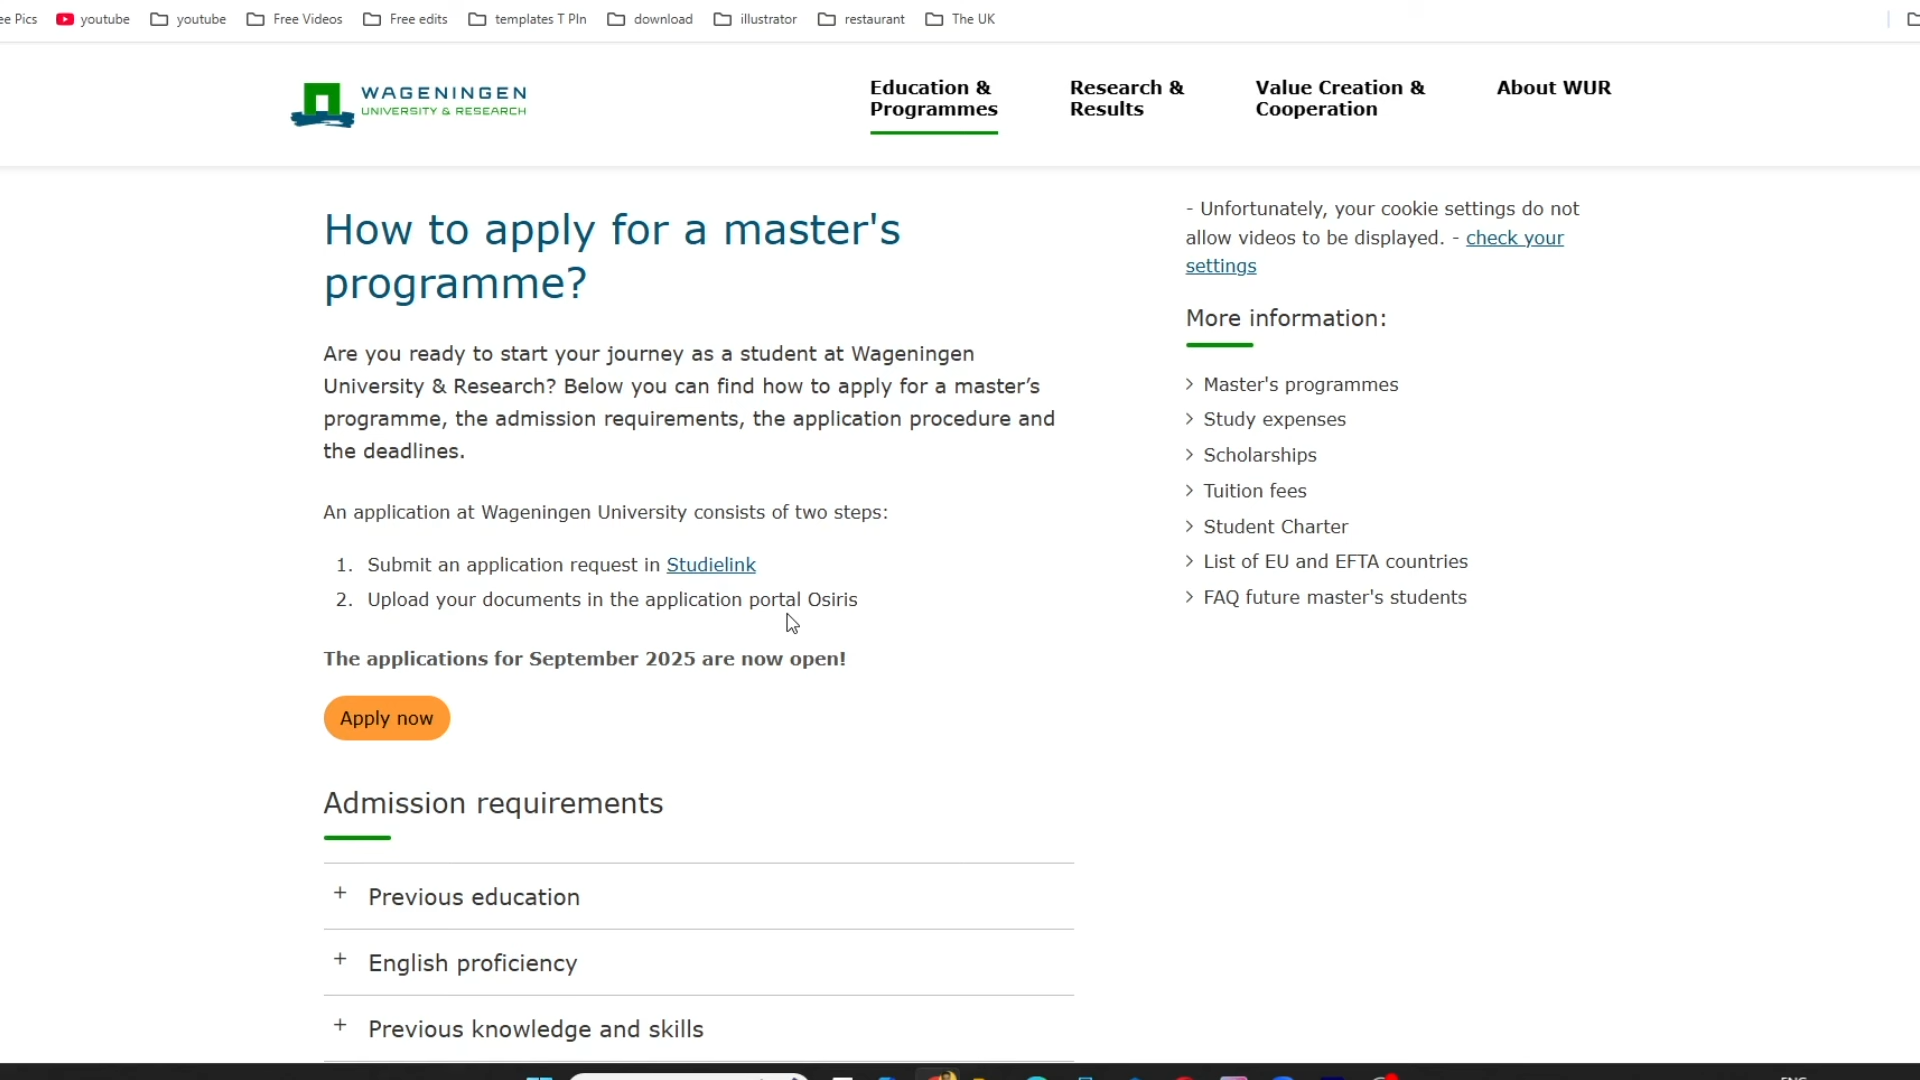 ee Pics youtube youtube Free Videos Free edits templates T Pln download illustrator restaurant The UK
WAGENINGEN
UNIVERSITY & RESEARCH
Education &
Programmes
Research &
Results
Value Creation &
Cooperation
About WUR
How to apply for a master's
programme?
Are you ready to start your journey as a student at Wageningen
University & Research? Below you can find how to apply for a master’s
programme, the admission requirements, the application procedure and
the deadlines.
An application at Wageningen University consists of two steps:
1. Submit an application request in Studielink
2. Upload your documents in the application portal Osiris
The applications for September 2025 are now open!
Apply now
Admission requirements
+ Previous education
+ English proficiency
+ Previous knowledge and skills
- Unfortunately, your cookie settings do not
allow videos to be displayed. - check your
settings
More information:
Master's programmes
Study expenses
Scholarships
Tuition fees
Student Charter
List of EU and EFTA countries
FAQ future master's students